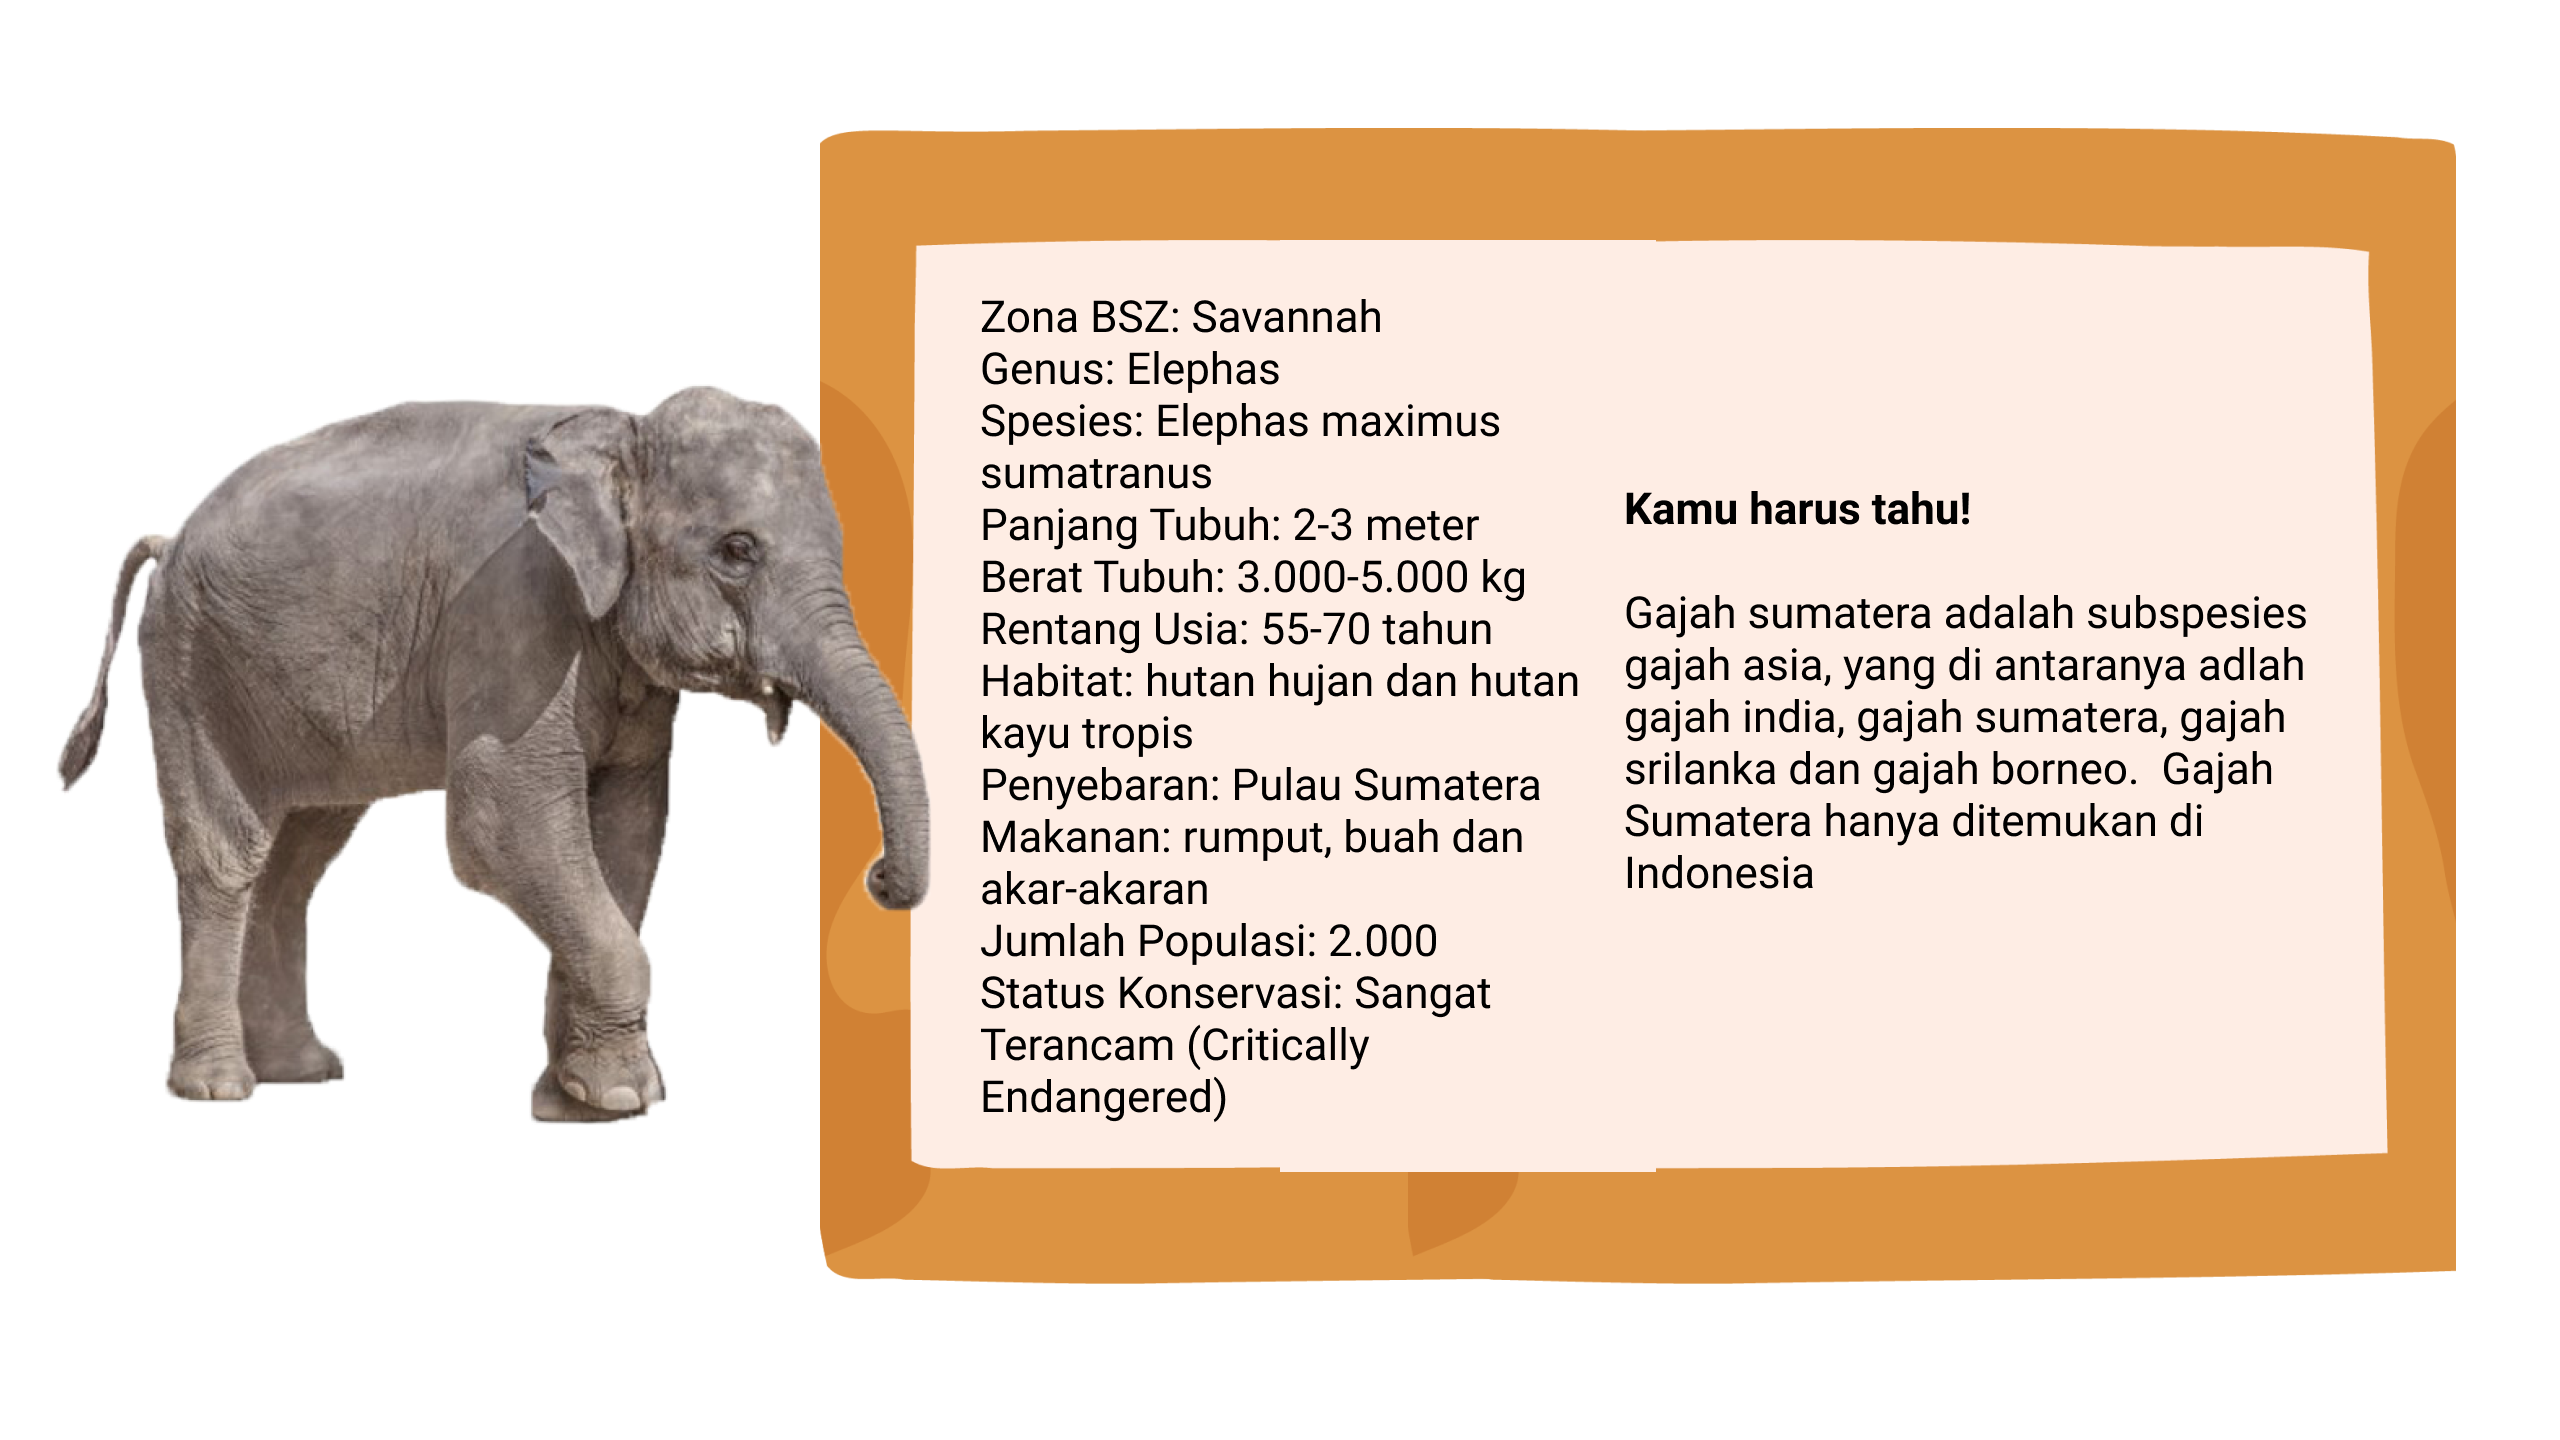 Zona BSZ: Savannah
Genus: Elephas
Spesies: Elephas maximus
sumatranus
Panjang Tubuh: 2-3 meter
Berat Tubuh: 3.000-5.000 kg
Rentang Usia: 55-70 tahun
Habitat: hutan hujan dan hutan
kayu tropis
Penyebaran: Pulau Sumatera
Makanan: rumput, buah dan
akar-akaran
Jumlah Populasi: 2.000
Status Konservasi: Sangat
Terancam (Critically
Endangered)
Kamu harus tahu!
Gajah sumatera adalah subspesies
gajah asia, yang di antaranya adlah
gajah india, gajah sumatera, gajah
srilanka dan gajah borneo.  Gajah
Sumatera hanya ditemukan di
Indonesia